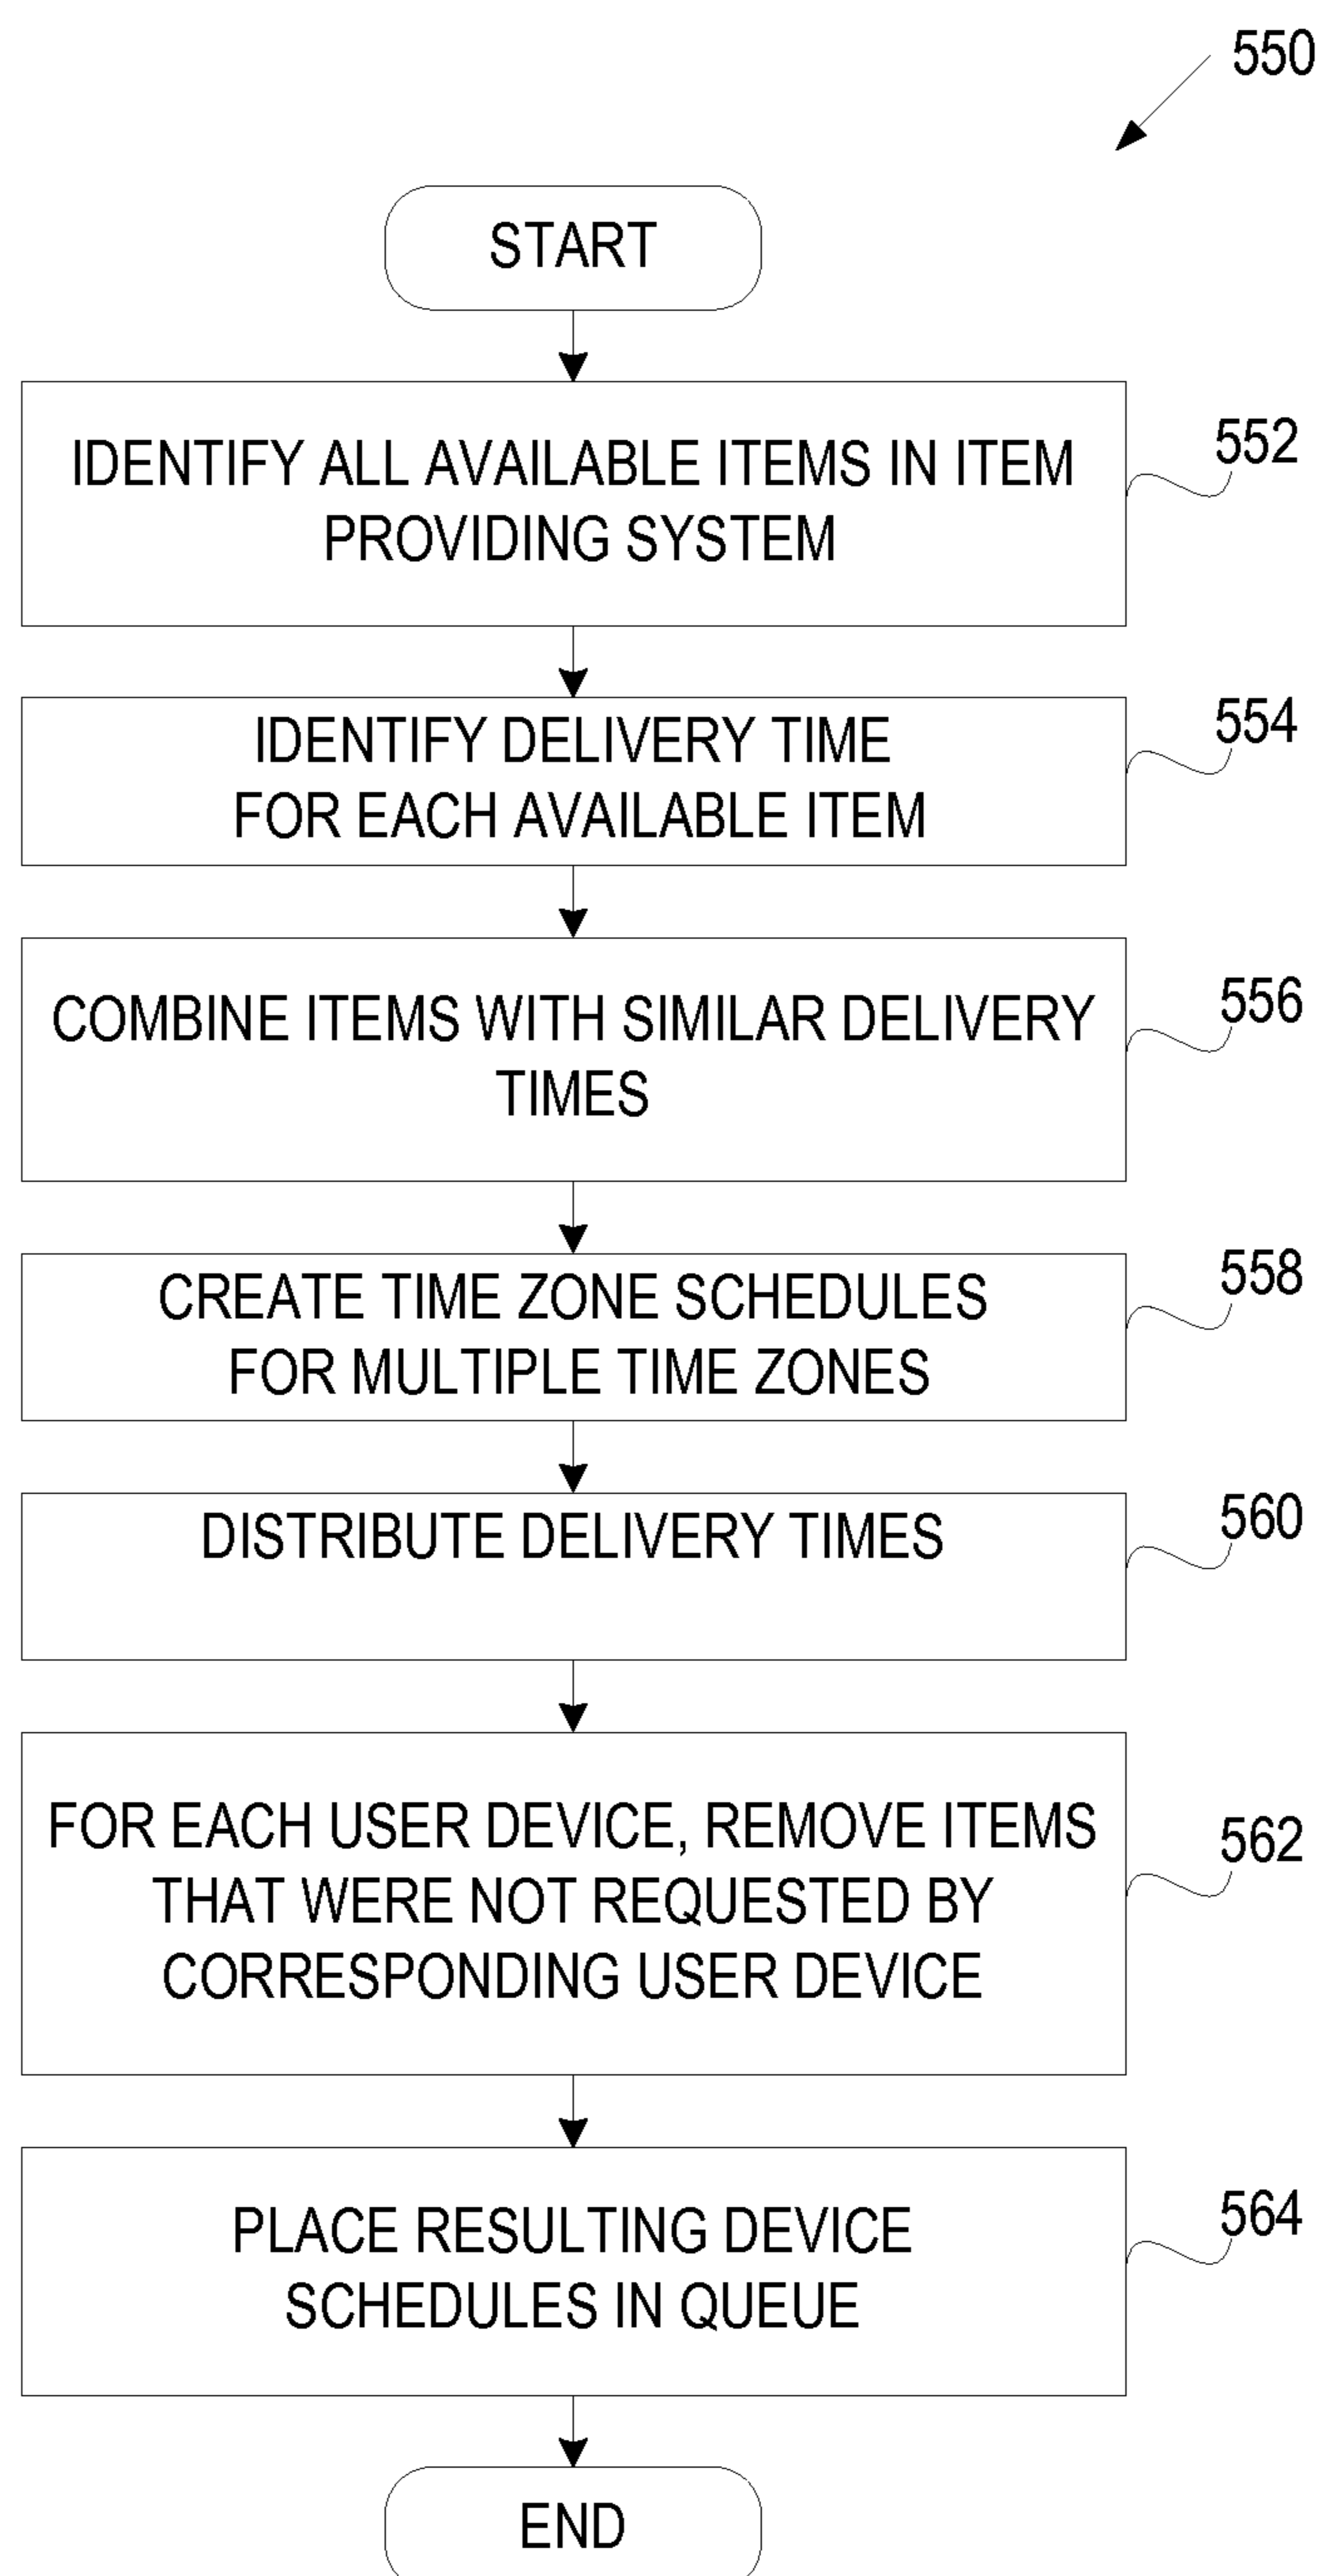 550
START
IDENTIFY ALL AVAILABLE ITEMS IN ITEM
PROVIDING SYSTEM
552
IDENTIFY DELIVERY TIME
FOR EACH AVAILABLE ITEM
554
COMBINE ITEMS WITH SIMILAR DELIVERY
TIMES
556
CREATE TIME ZONE SCHEDULES
FOR MULTIPLE TIME ZONES
558
DISTRIBUTE DELIVERY TIMES
560
FOR EACH USER DEVICE, REMOVE ITEMS
THAT WERE NOT REQUESTED BY
CORRESPONDING USER DEVICE
562
PLACE RESULTING DEVICE
SCHEDULES IN QUEUE
564
END